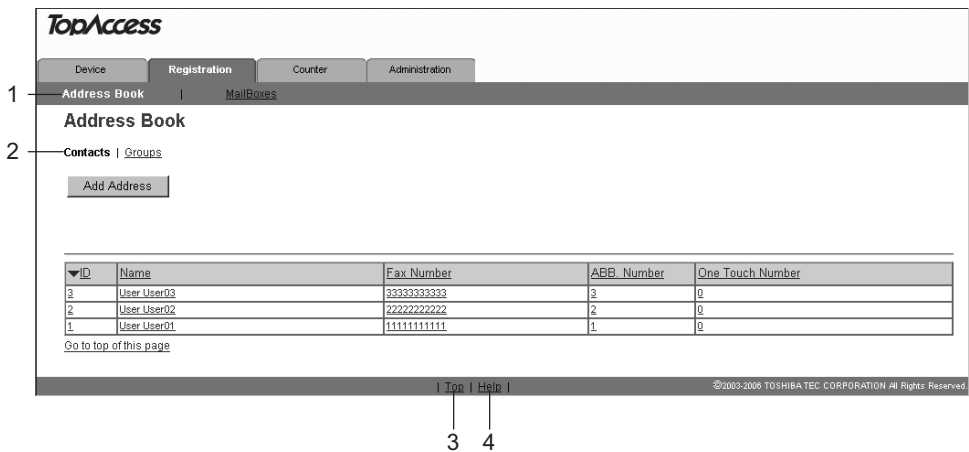 TopAccess
Device Registration Counter Administration
1 Address Book | MailBoxes
Address Book
2 Contacts | Groups
Add Address
▼ID Name Fax Number ABB. Number One Touch Number
3 User User03 33333333333 3 0
2 User User02 22222222222 2 0
1 User User01 11111111111 1 0
Go to top of this page
| Top | Help | ©2003-2006 TOSHIBA TEC CORPORATION All Rights Reserved.
3 4